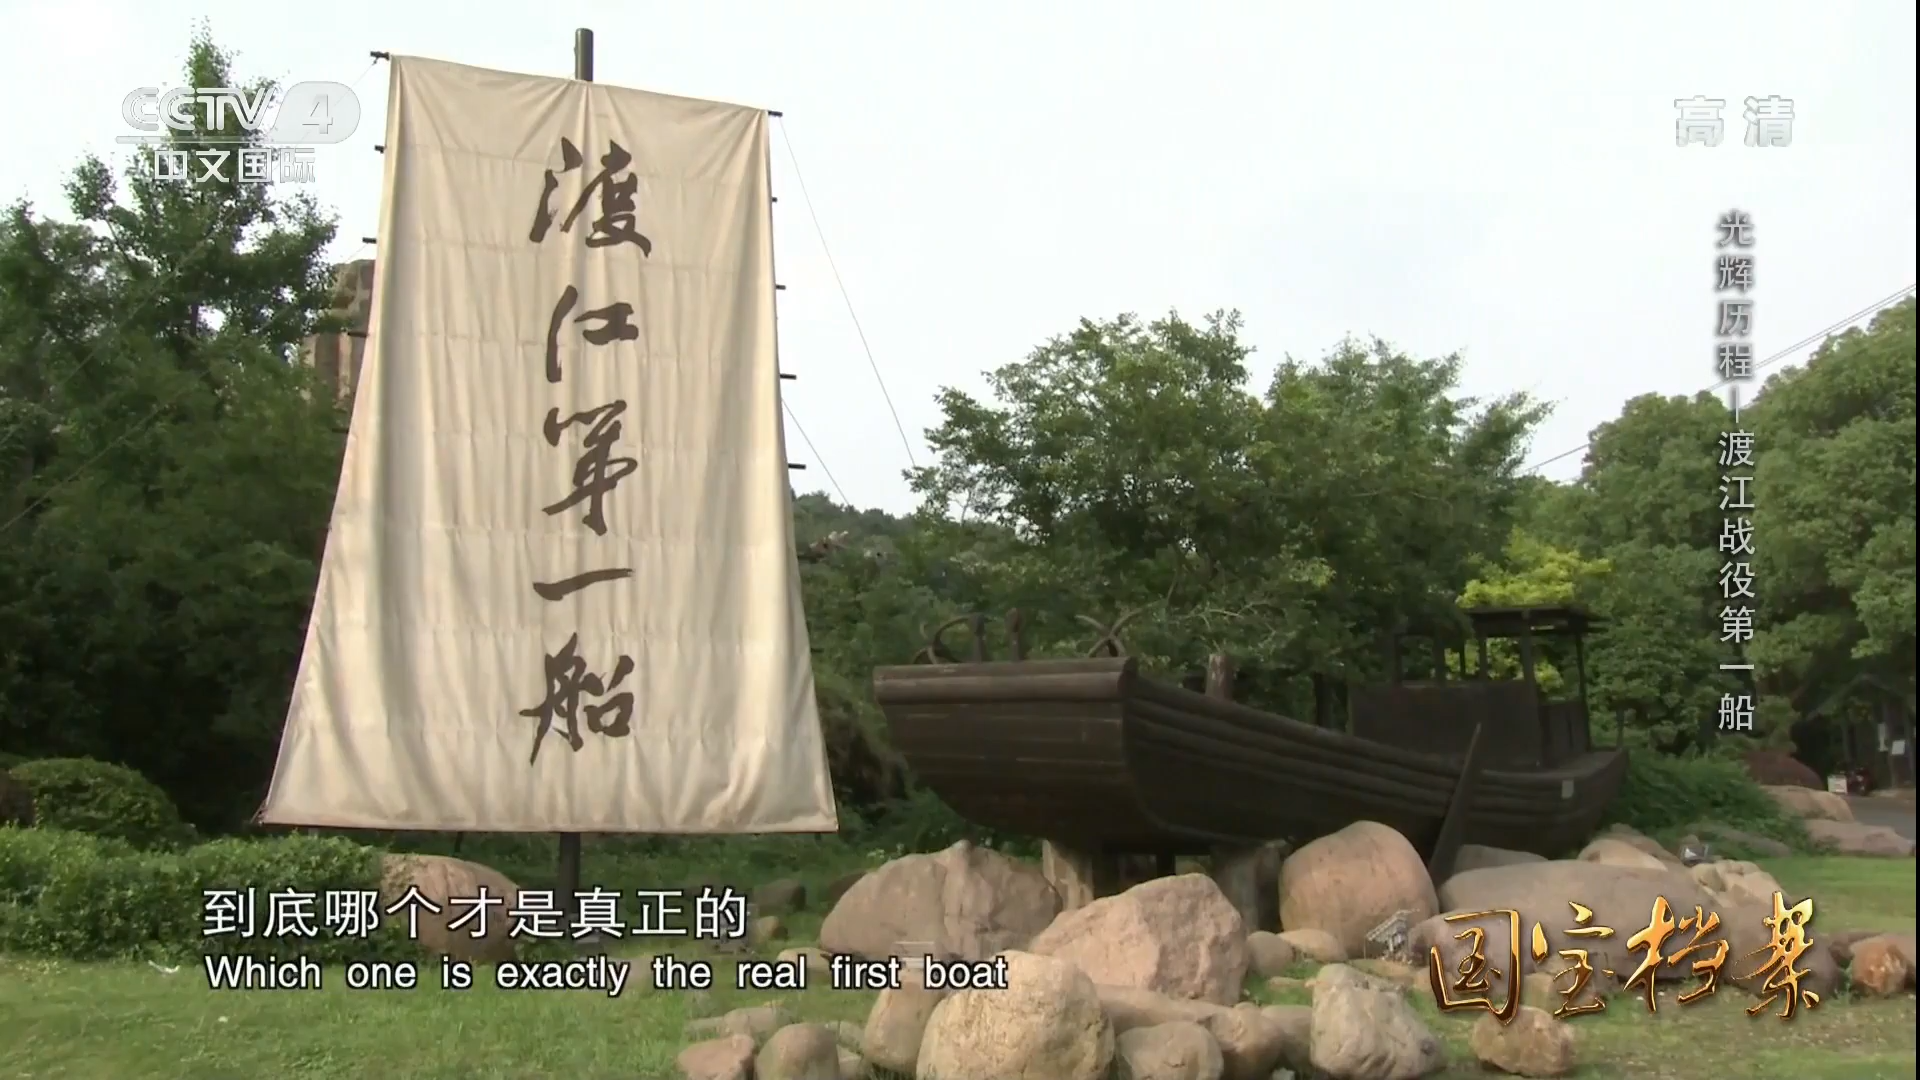 CCTV 4
中文国际
高清
渡江第一船
光辉历程—渡江战役第一船
到底哪个才是真正的
Which one is exactly the real first boat
国宝档案